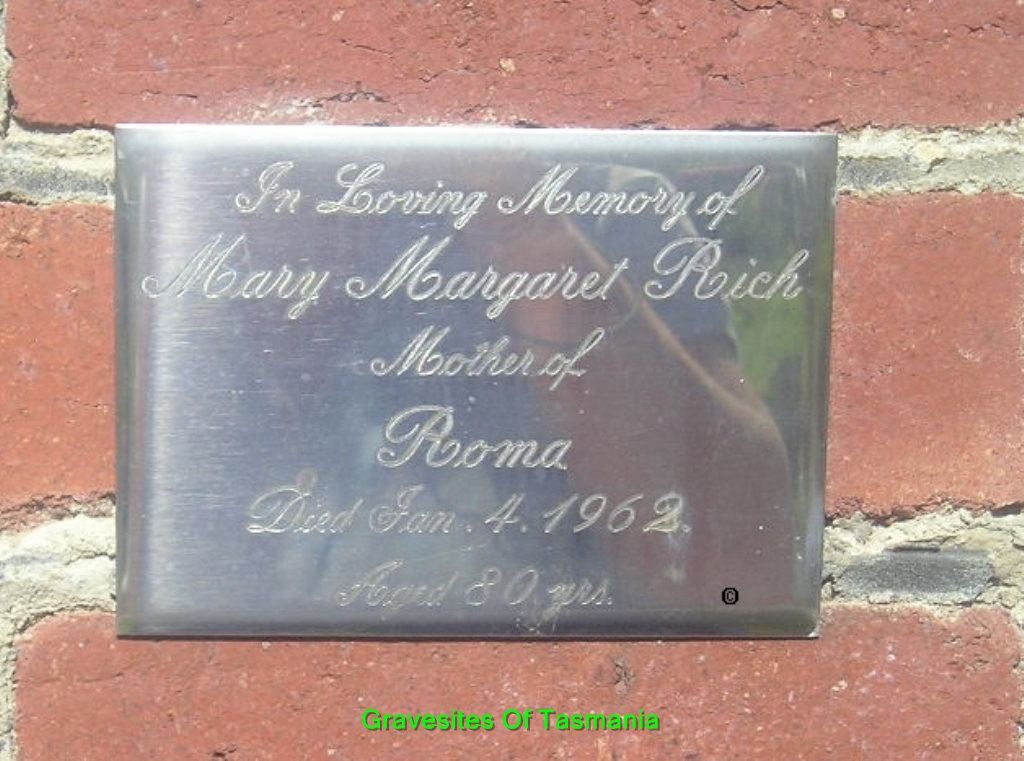 In Loving Memory of
Mary Margaret Rich
Mother of
Roma
Died Jan. 4. 1962.
Aged 80 yrs.
©
Gravesites Of Tasmania